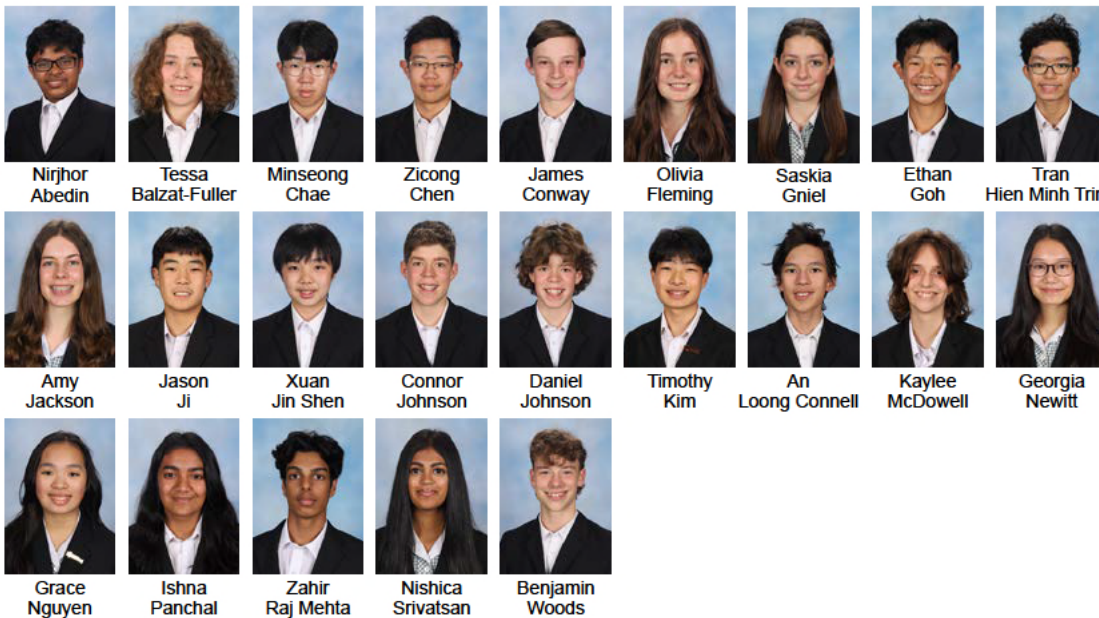 Nirjhor
Abedin
Tessa
Balzat-Fuller
Minseong
Chae
Zicong
Chen
James
Conway
Olivia
Fleming
Saskia
Gniel
Ethan
Goh
Tran
Hien Minh Trin
Amy
Jackson
Jason
Ji
Xuan
Jin Shen
Connor
Johnson
Daniel
Johnson
Timothy
Kim
An
Loong Connell
Kaylee
McDowell
Georgia
Newitt
Grace
Nguyen
Ishna
Panchal
Zahir
Raj Mehta
Nishica
Srivatsan
Benjamin
Woods